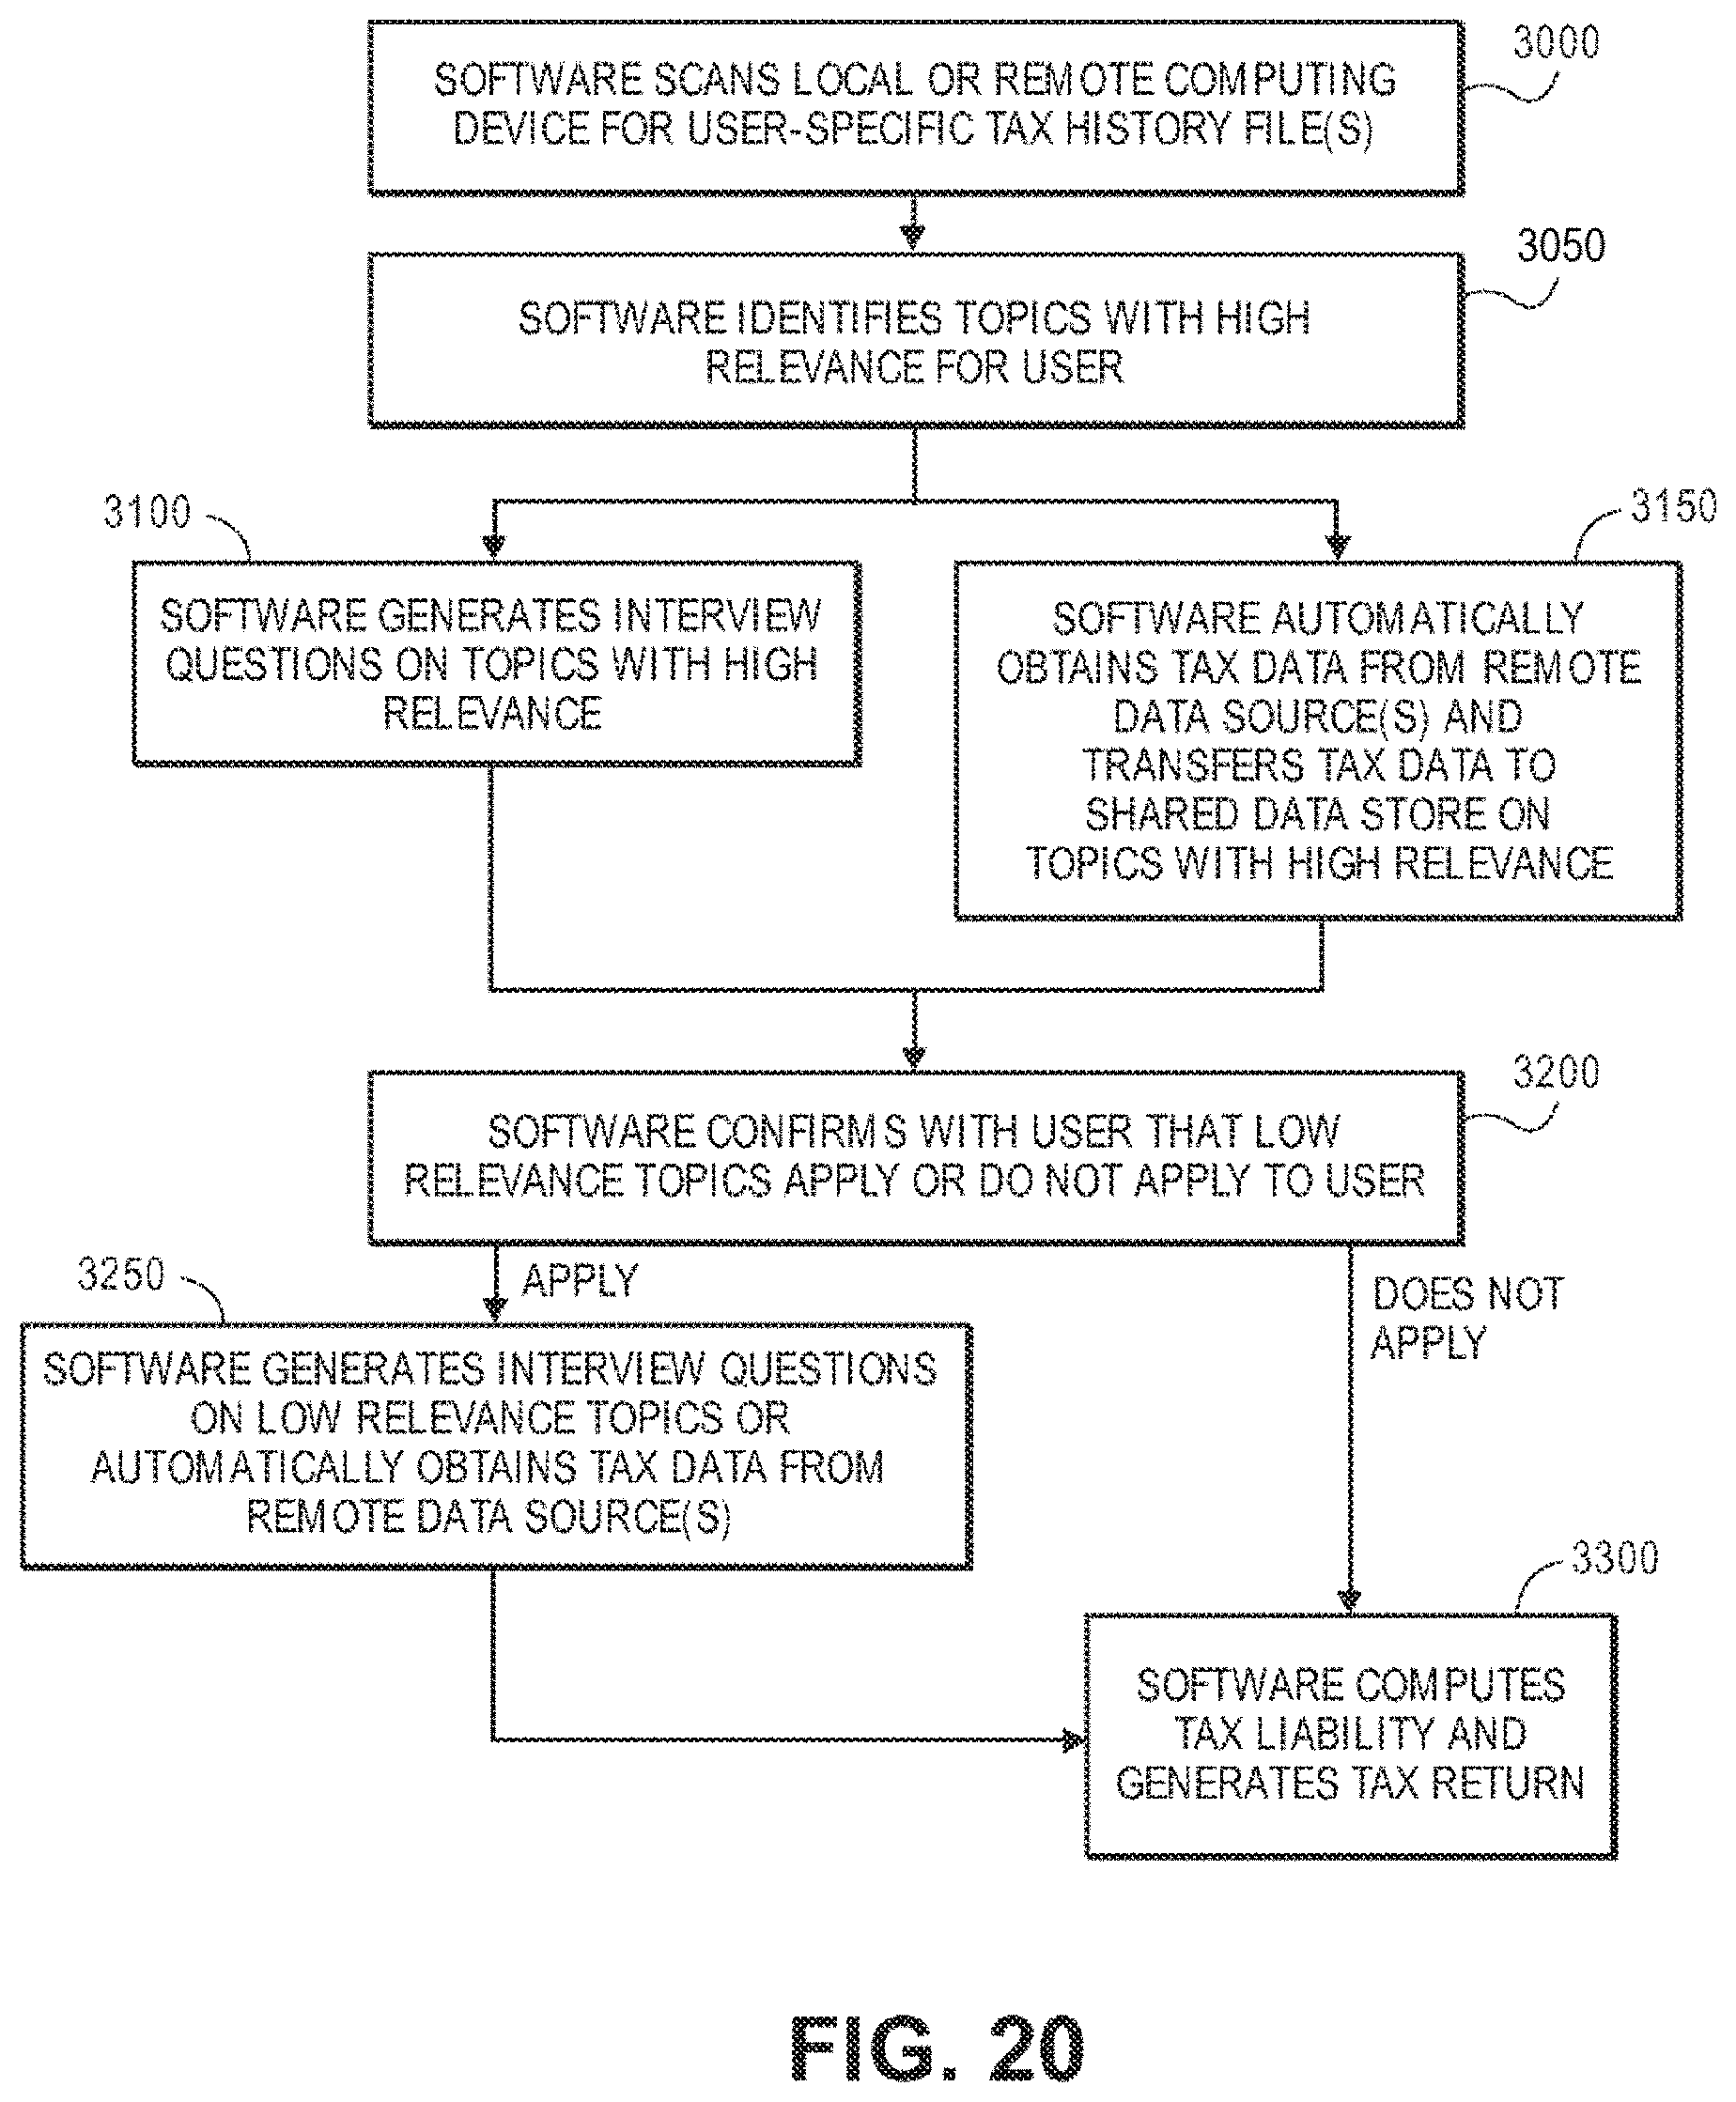 3000
SOFTWARE SCANS LOCAL OR REMOTE COMPUTING
DEVICE FOR USER-SPECIFIC TAX HISTORY FILE(S)
3050
SOFTWARE IDENTIFIES TOPICS WITH HIGH
RELEVANCE FOR USER
3100
SOFTWARE GENERATES INTERVIEW
QUESTIONS ON TOPICS WITH HIGH
RELEVANCE
3150
SOFTWARE AUTOMATICALLY
OBTAINS TAX DATA FROM REMOTE
DATA SOURCE(S) AND
TRANSFERS TAX DATA TO
SHARED DATA STORE ON
TOPICS WITH HIGH RELEVANCE
3200
SOFTWARE CONFIRMS WITH USER THAT LOW
RELEVANCE TOPICS APPLY OR DO NOT APPLY TO USER
APPLY
DOES NOT
APPLY
3250
SOFTWARE GENERATES INTERVIEW QUESTIONS
ON LOW RELEVANCE TOPICS OR
AUTOMATICALLY OBTAINS TAX DATA FROM
REMOTE DATA SOURCE(S)
3300
SOFTWARE COMPUTES
TAX LIABILITY AND
GENERATES TAX RETURN
FIG. 20